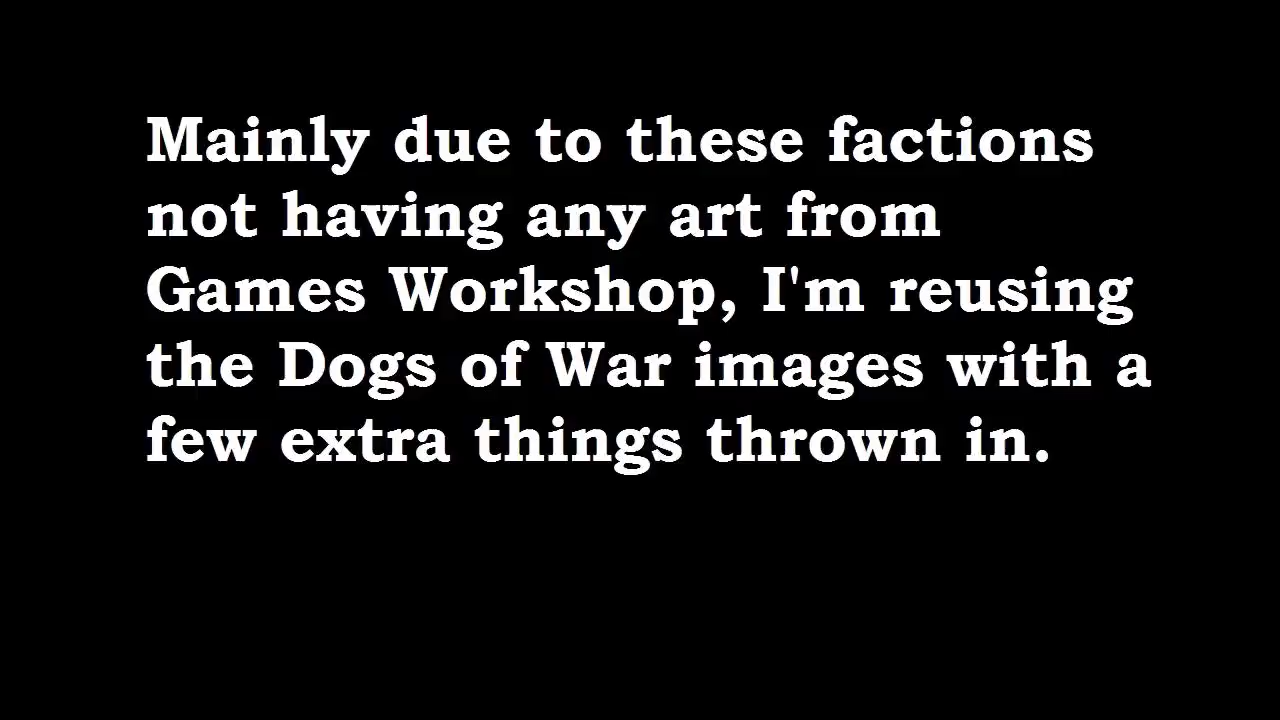 Mainly due to these factions
not having any art from
Games Workshop, I'm reusing
the Dogs of War images with a
few extra things thrown in.